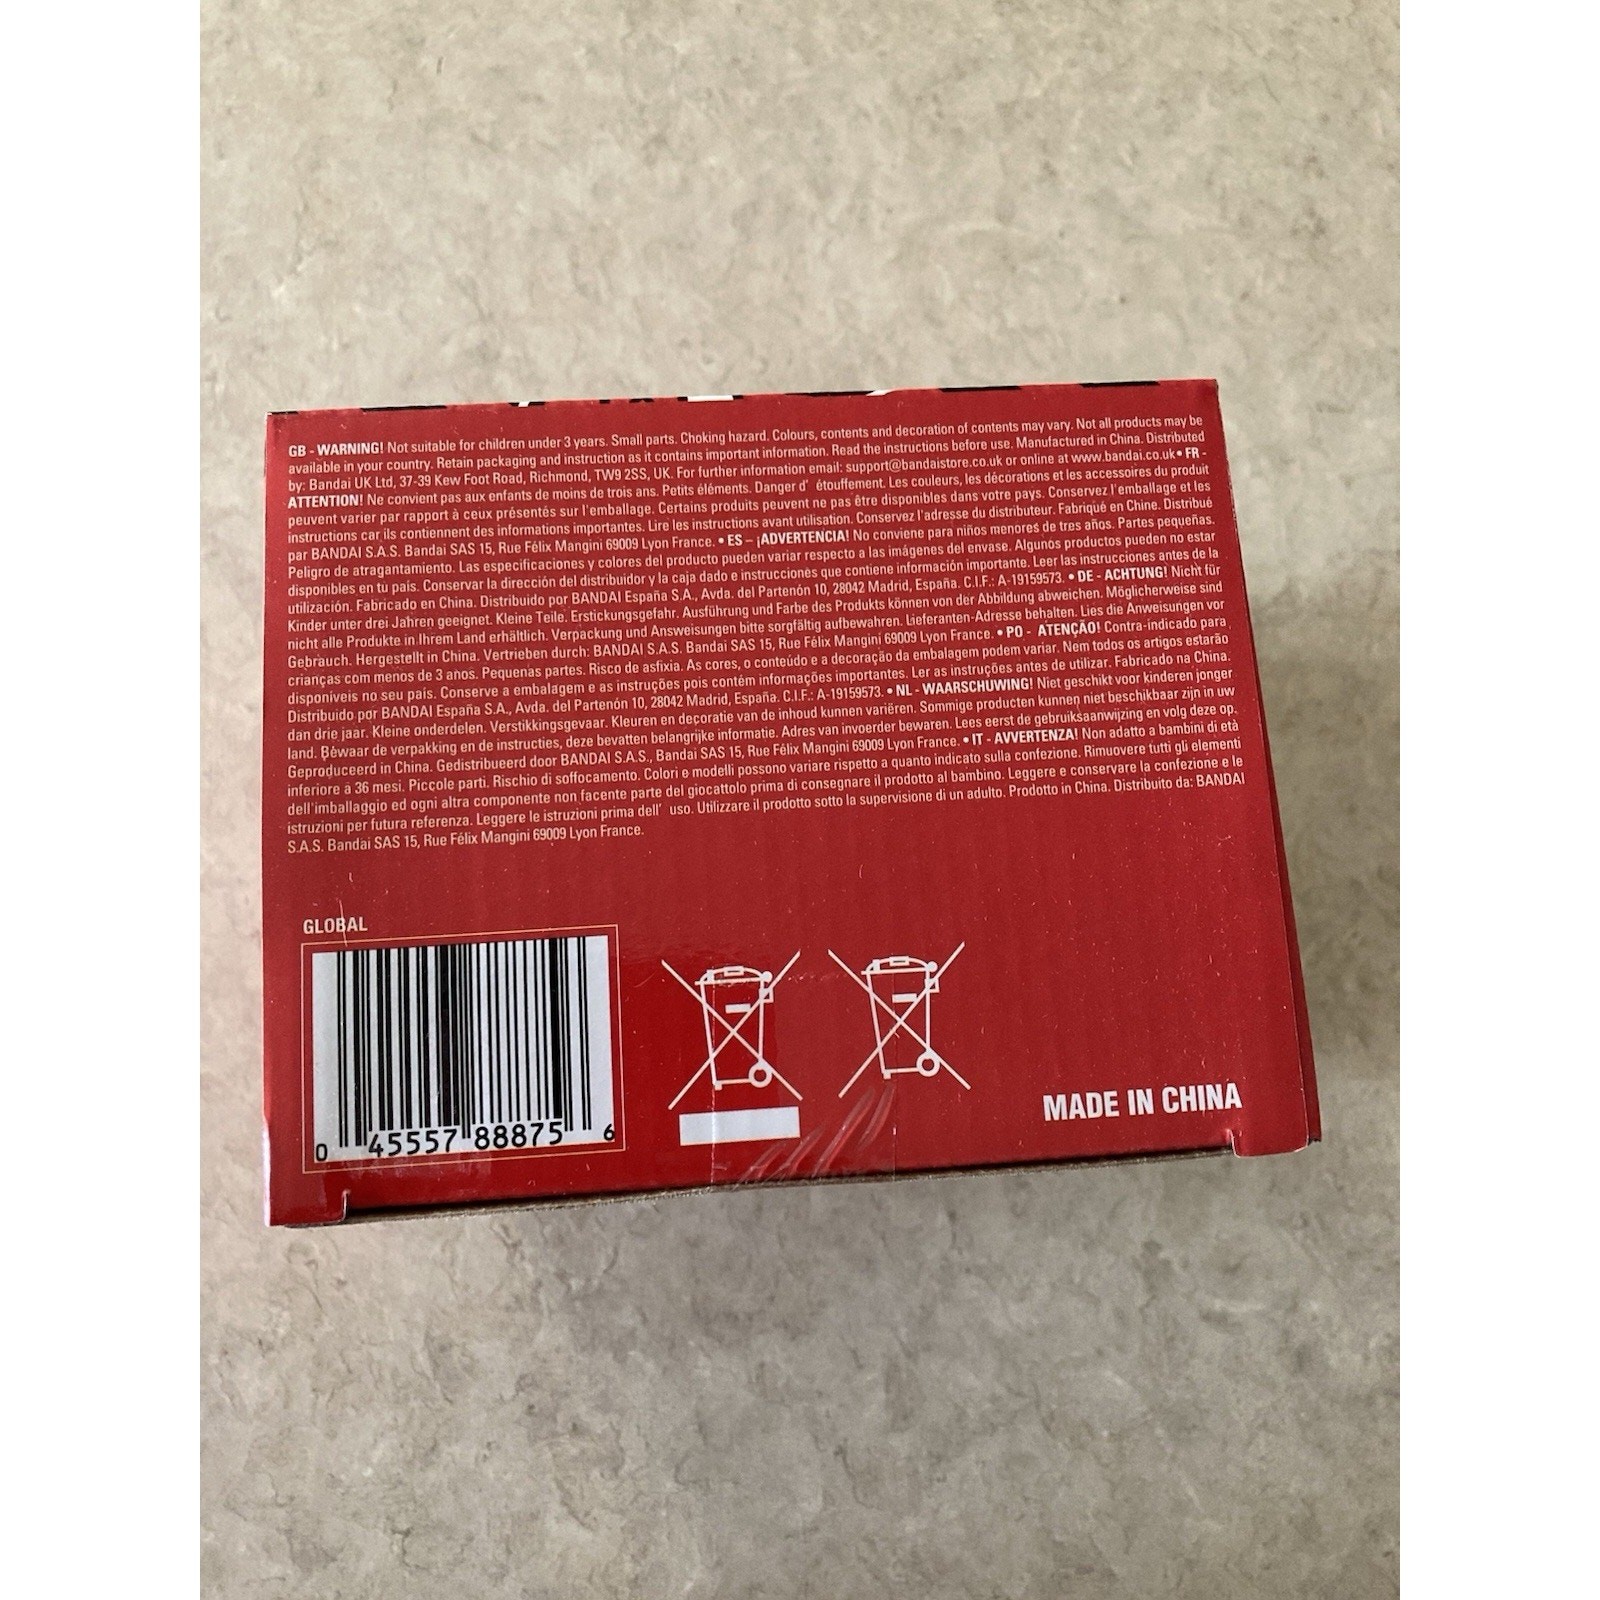 GB - WARNING! Not suitable for children under 3 years. Small parts. Choking hazard. Colours, contents and decoration of contents may vary. Not all products may be
available in your country. Retain packaging and instruction as it contains important information. Read the instructions before use. Manufactured in China. Distributed
by: Bandai UK Ltd, 37-39 Kew Foot Road, Richmond, TW9 2SS, UK. For further information email: support@bandaistore.co.uk or online at www.bandai.co.uk • FR -
ATTENTION! Ne convient pas aux enfants de moins de trois ans. Petits éléments. Danger d' étouffement. Les couleurs, les décorations et les accessoires du produit
peuvent varier par rapport à ceux présentés sur l'emballage. Certains produits peuvent ne pas être disponibles dans votre pays. Conservez l'emballage et les
instructions car ils contiennent des informations importantes. Lire les instructions avant utilisation. Conservez l'adresse du distributeur. Fabriqué en Chine. Distribué
par BANDAI S.A.S. Bandai SAS 15, Rue Félix Mangini 69009 Lyon France. • ES – ¡ADVERTENCIA! No conviene para niños menores de tres años. Partes pequeñas.
Peligro de atragantamiento. Las especificaciones y colores del producto pueden variar respecto a las imágenes del envase. Algunos productos pueden no estar
disponibles en tu país. Conservar la dirección del distribuidor y la caja dado e instrucciones que contiene información importante. Leer las instrucciones antes de la
utilización. Fabricado en China. Distribuido por BANDAI España S.A., Avda. del Partenón 10, 28042 Madrid, España. C.I.F.: A-19159573. • DE - ACHTUNG! Nicht für
Kinder unter drei Jahren geeignet. Kleine Teile. Erstickungsgefahr. Ausführung und Farbe des Produkts können von der Abbildung abweichen. Möglicherweise sind
nicht alle Produkte in Ihrem Land erhältlich. Verpackung und Anweisungen bitte sorgfältig aufbewahren. Lieferanten-Adresse behalten. Lies die Anweisungen vor
Gebrauch. Hergestellt in China. Vertrieben durch: BANDAI S.A.S. Bandai SAS 15, Rue Félix Mangini 69009 Lyon France. • PO - ATENÇÃO! Contra-indicado para
crianças com menos de 3 anos. Pequenas partes. Risco de asfixia. As cores, o conteúdo e a decoração da embalagem podem variar. Nem todos os artigos estarão
disponíveis no seu país. Conserve a embalagem e as instruções pois contém informações importantes. Ler as instruções antes de utilizar. Fabricado na China.
Distribuido por BANDAI España S.A., Avda. del Partenón 10, 28042 Madrid, España. C.I.F.: A-19159573. • NL - WAARSCHUWING! Niet geschikt voor kinderen jonger
dan drie jaar. Kleine onderdelen. Verstikkingsgevaar. Kleuren en decoratie van de inhoud kunnen variëren. Sommige producten kunnen niet beschikbaar zijn in uw
land. Bewaar de verpakking en de instructies, deze bevatten belangrijke informatie. Adres van invoerder bewaren. Lees eerst de gebruiksaanwijzing en volg deze op.
Geproduceerd in China. Gedistribueerd door BANDAI S.A.S., Bandai SAS 15, Rue Félix Mangini 69009 Lyon France. • IT - AVVERTENZA! Non adatto a bambini di età
inferiore a 36 mesi. Piccole parti. Rischio di soffocamento. Colori e modelli possono variare rispetto a quanto indicato sulla confezione. Rimuovere tutti gli elementi
dell'imballaggio ed ogni altra componente non facente parte del giocattolo prima di consegnare il prodotto al bambino. Leggere e conservare la confezione e le
istruzioni per futura referenza. Leggere le istruzioni prima dell' uso. Utilizzare il prodotto sotto la supervisione di un adulto. Prodotto in China. Distribuito da: BANDAI
S.A.S. Bandai SAS 15, Rue Félix Mangini 69009 Lyon France.
GLOBAL
0 45557 88875 6
MADE IN CHINA